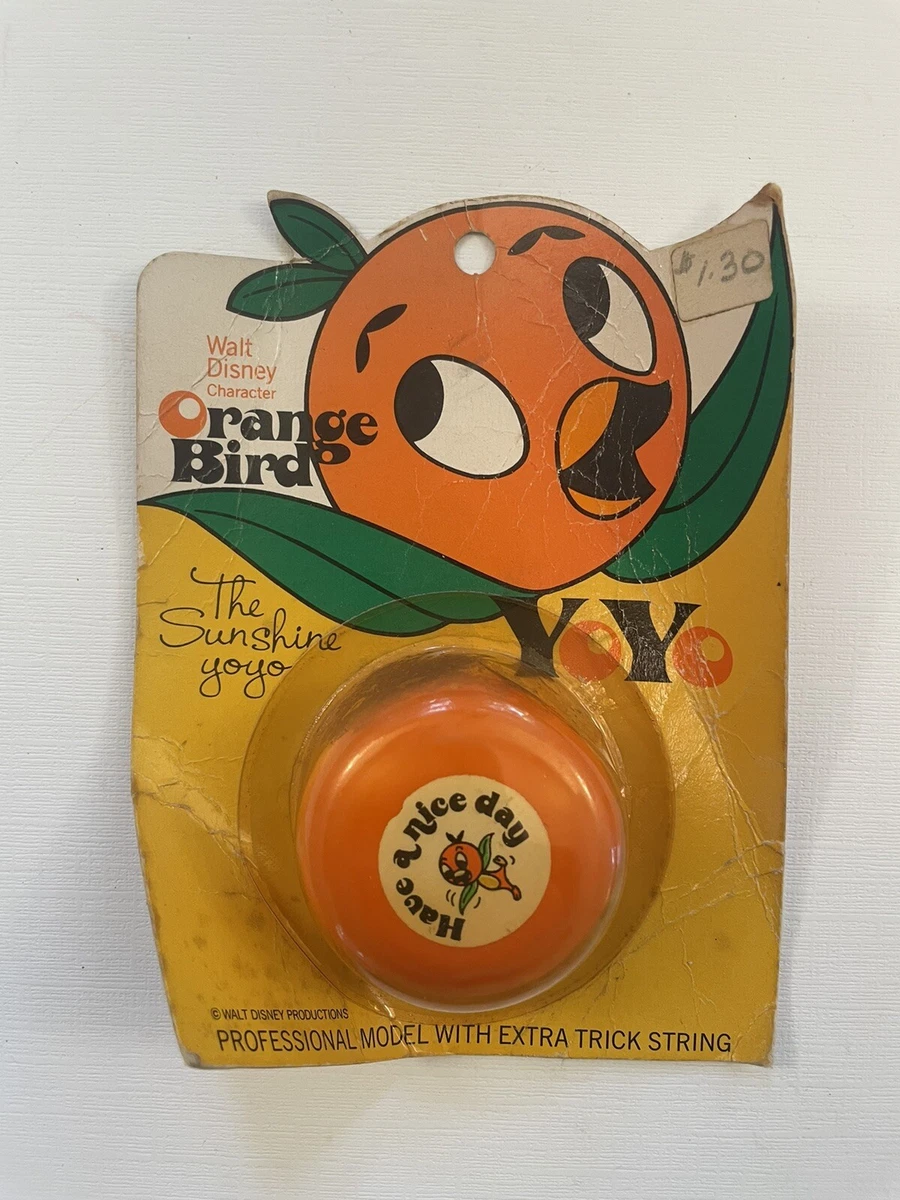 $1.30
Walt
Disney
Character
Orange
Bird
The
Sunshine
yoyo
YoYo
Have a nice day
© WALT DISNEY PRODUCTIONS
PROFESSIONAL MODEL WITH EXTRA TRICK STRING